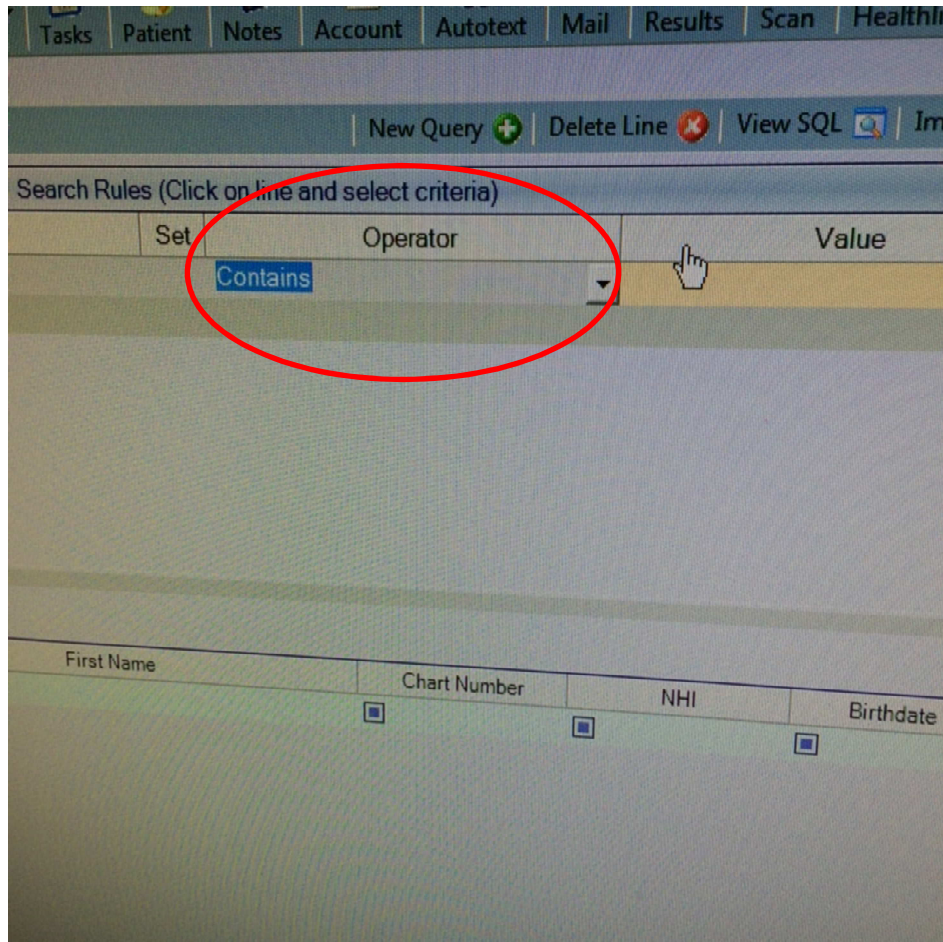 Tasks Patient Notes Account Autotext Mail Results Scan
New Query Delete Line View SQL
Search Rules (Click on line and select criteria)
Set Operator Value
Contains
First Name Chart Number NHI Birthdate